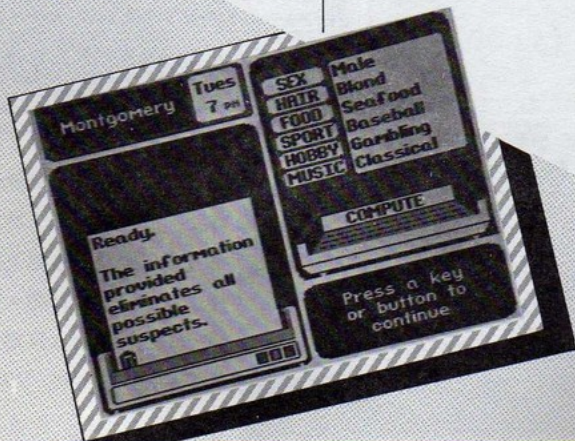 Montgomery
Tues
7 PM
SEX Male
HAIR Blond
FOOD Seafood
SPORT Baseball
HOBBY Gambling
MUSIC Classical
COMPUTE
Ready.
The information
provided
eliminates all
possible
suspects.
Press a key
or button to
continue